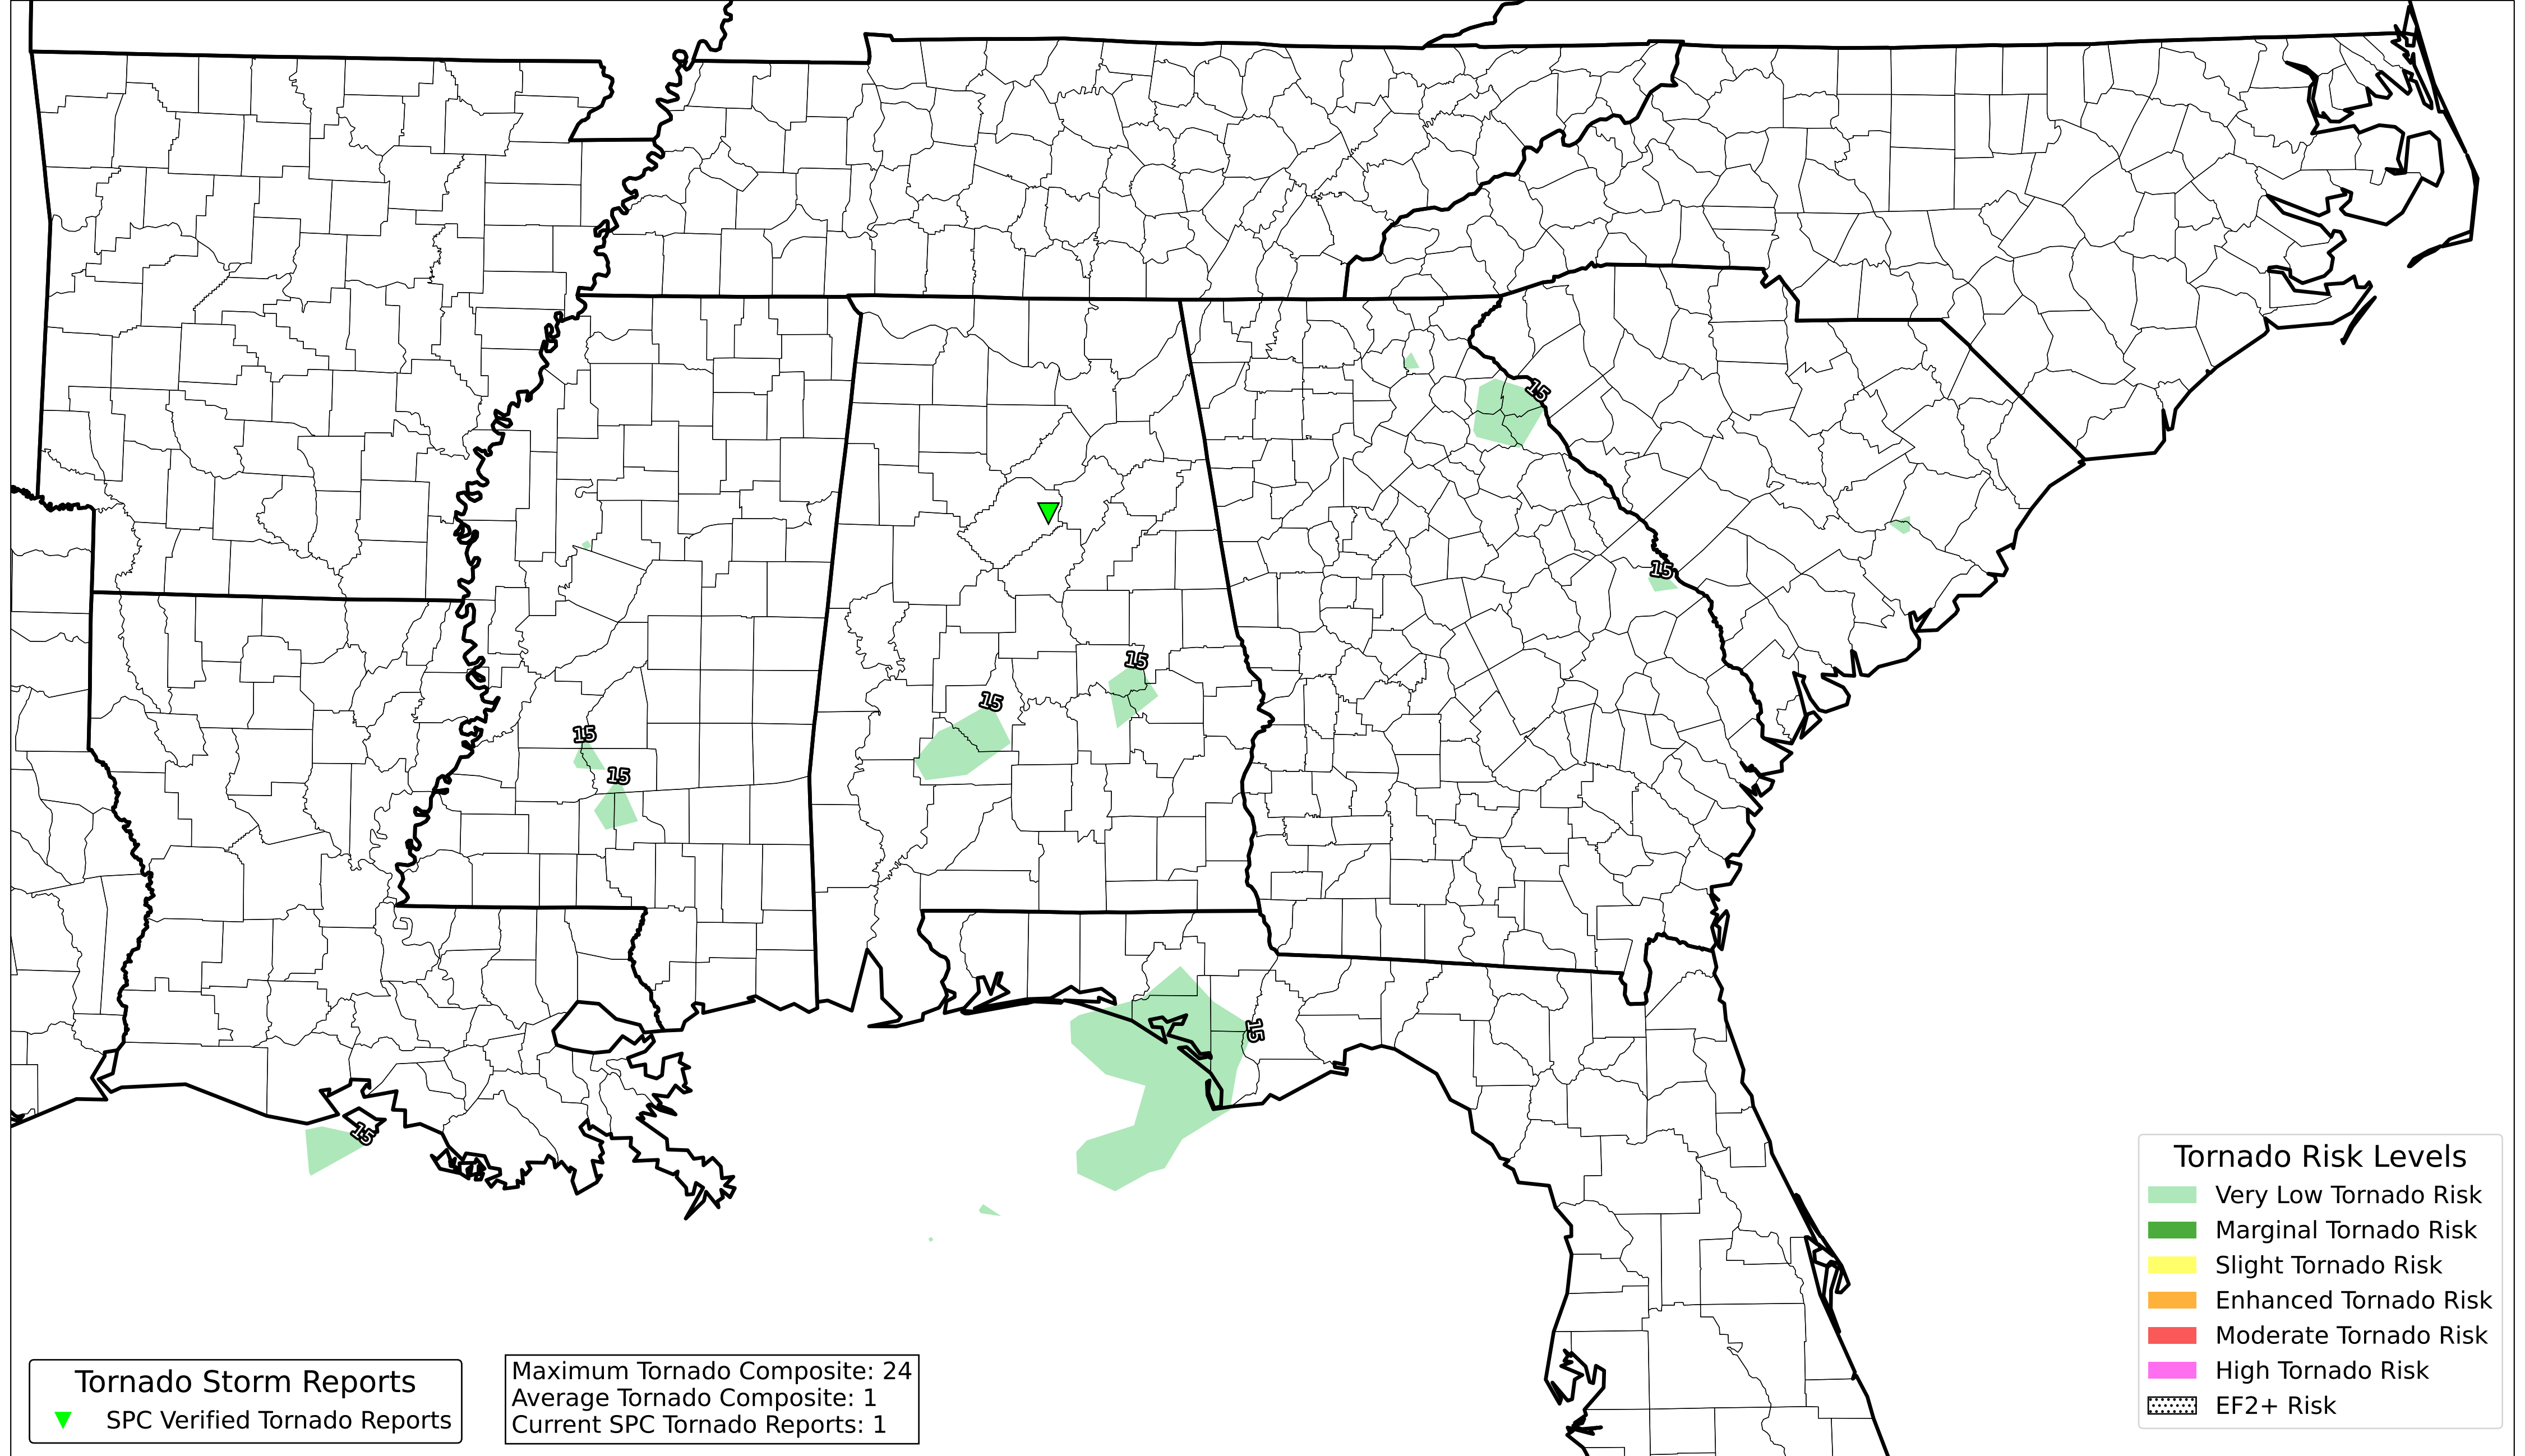 15
15
15
15
15
15
15
15
Tornado Storm Reports
SPC Verified Tornado Reports
Maximum Tornado Composite: 24
Average Tornado Composite: 1
Current SPC Tornado Reports: 1
Tornado Risk Levels
Very Low Tornado Risk
Marginal Tornado Risk
Slight Tornado Risk
Enhanced Tornado Risk
Moderate Tornado Risk
High Tornado Risk
EF2+ Risk